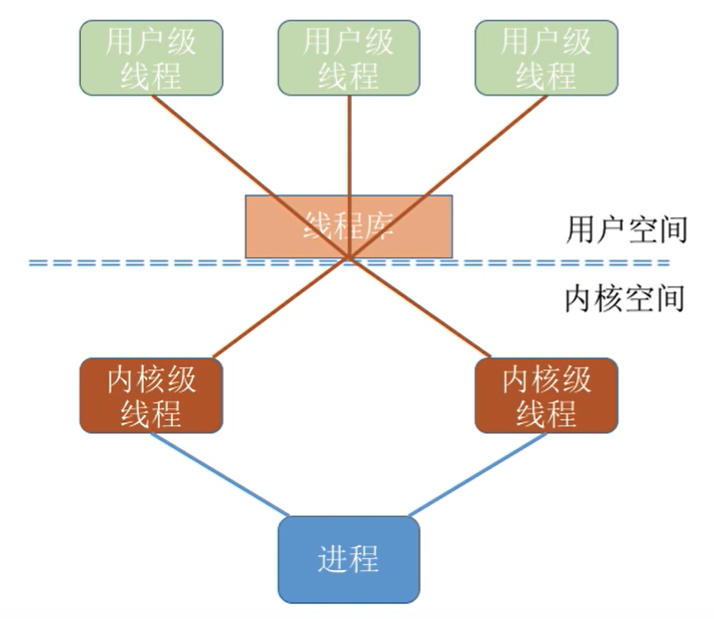 用户级
线程
用户级
线程
用户级
线程
线程库
用户空间
内核空间
内核级
线程
内核级
线程
进程